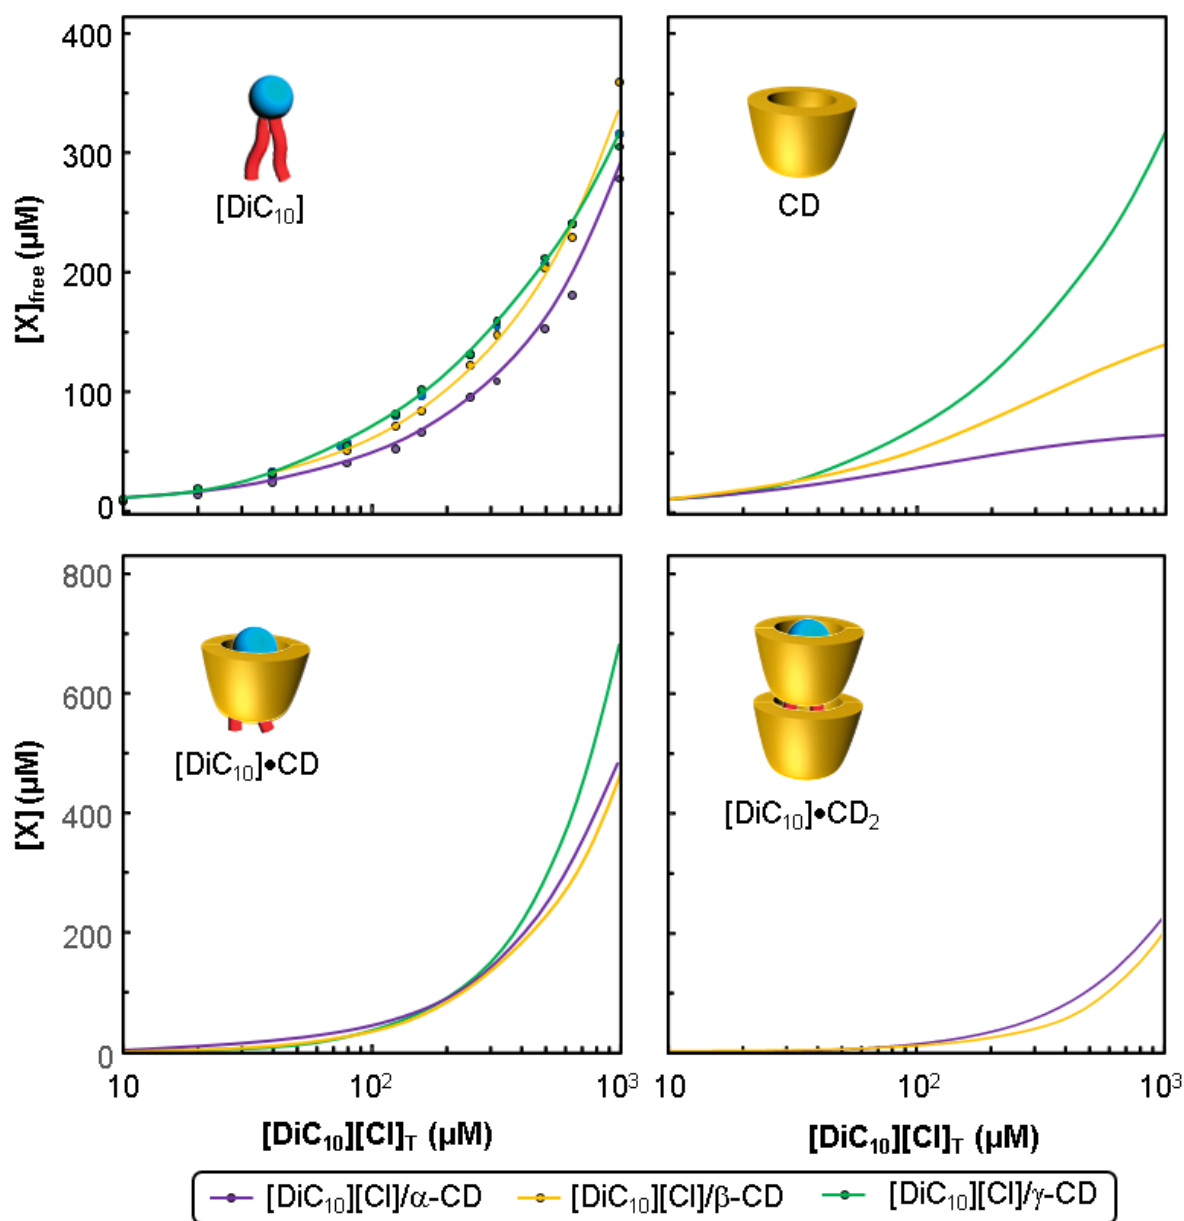 400
300
200
100
0
[X]free (µM)
[DiC10]
CD
800
600
400
200
0
[X] (µM)
[DiC10]•CD
[DiC10]•CD2
10
10²
10³
10
10²
10³
[DiC10][Cl]T (µM)
[DiC10][Cl]T (µM)
[DiC10][Cl]/α-CD
[DiC10][Cl]/β-CD
[DiC10][Cl]/γ-CD